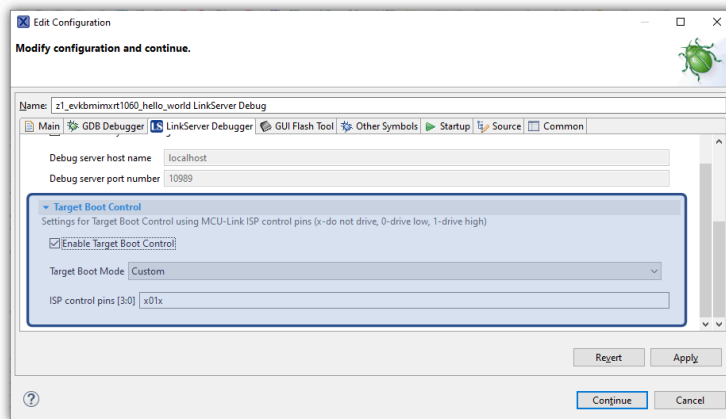 Edit Configuration
Modify configuration and continue.
Name: z1_evkbmimxrt1060_hello_world LinkServer Debug
Main GDB Debugger LS LinkServer Debugger GUI Flash Tool Other Symbols Startup Source Common
Debug server host name localhost
Debug server port number 10989
Target Boot Control
Settings for Target Boot Control using MCU-Link ISP control pins (x-do not drive, 0-drive low, 1-drive high)
Enable Target Boot Control
Target Boot Mode Custom
ISP control pins [3:0] x01x
Revert Apply
? Continue Cancel